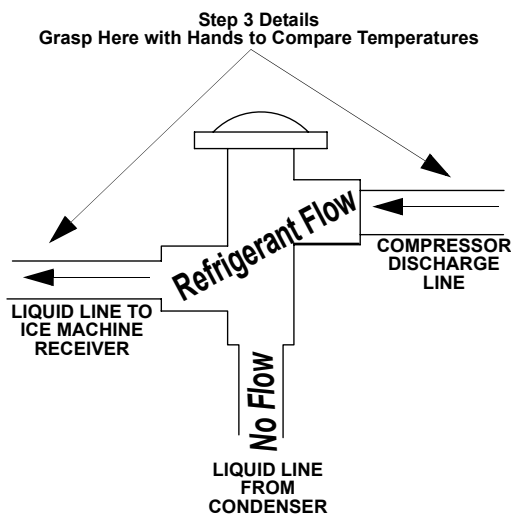 Step 3 Details
Grasp Here with Hands to Compare Temperatures
Refrigerant Flow
COMPRESSOR
DISCHARGE
LINE
LIQUID LINE TO
ICE MACHINE
RECEIVER
No Flow
LIQUID LINE
FROM
CONDENSER